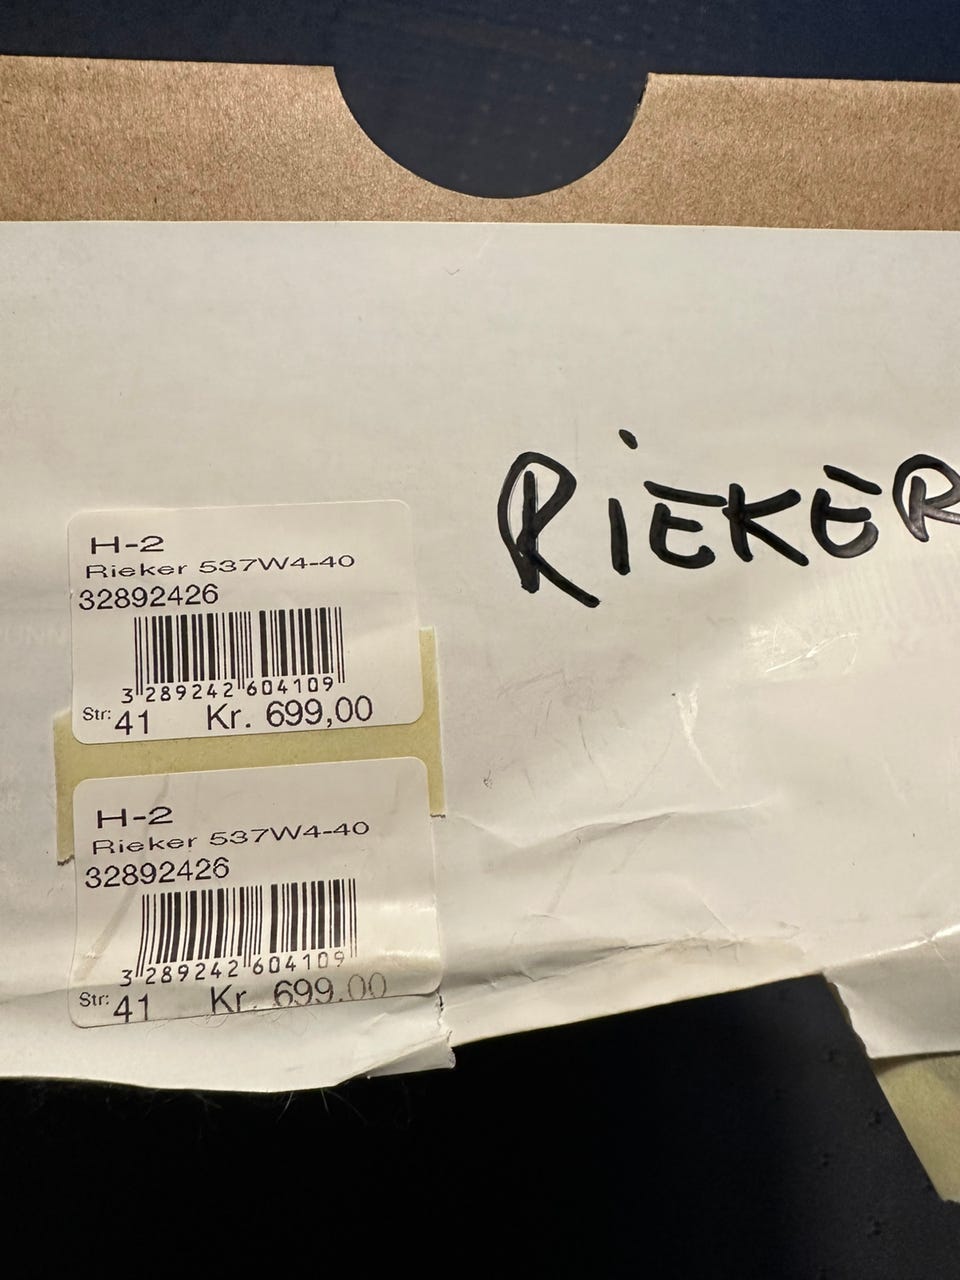 RiEKER
H-2
Rieker 537W4-40
32892426
3 289242 604109
Str: 41 Kr. 699,00
H-2
Rieker 537W4-40
32892426
3 289242 604109
Str: 41 Kr. 699,00